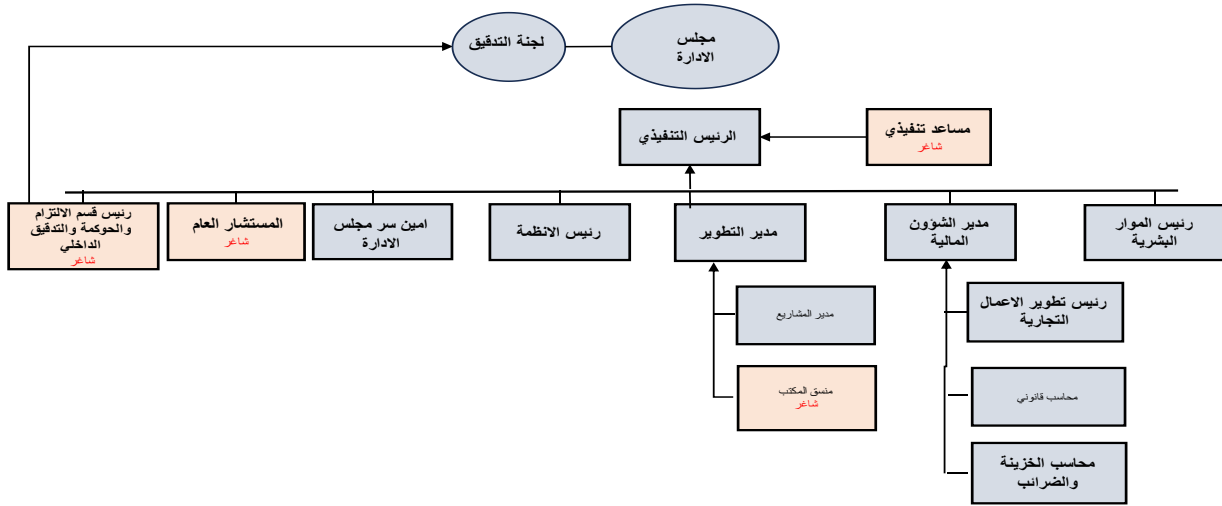 مجلس
الادارة
لجنة التدقيق
مساعد تنفيذي
شاغر
الرئيس التنفيذي
رئيس الموار
البشرية
مدير الشؤون
المالية
مدير التطوير
رئيس الانظمة
امين سر مجلس
الادارة
المستشار العام
شاغر
رئيس قسم الالتزام
والحوكمة والتدقيق
الداخلي
شاغر
رئيس تطوير الاعمال
التجارية
محاسب قانوني
محاسب الخزينة
والضرائب
مدير المشاريع
منسق المكتب
شاغر